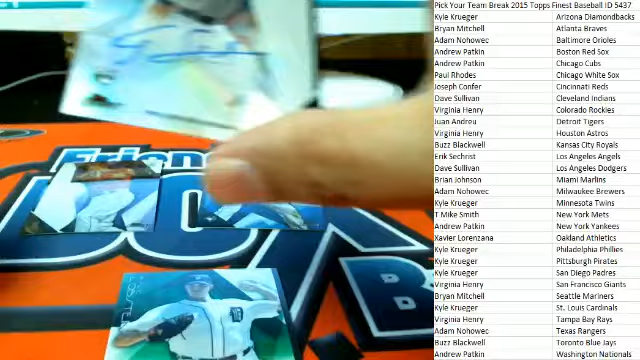 Pick Your Team Break 2015 Topps Finest Baseball ID 5437
Kyle Krueger Arizona Diamondbacks
Bryan Mitchell Atlanta Braves
Adam Nohowec Baltimore Orioles
Andrew Patkin Boston Red Sox
Andrew Patkin Chicago Cubs
Paul Rhodes Chicago White Sox
Joseph Confer Cincinnati Reds
Dave Sullivan Cleveland Indians
Virginia Henry Colorado Rockies
Juan Andreu Detroit Tigers
Virginia Henry Houston Astros
Buzz Blackwell Kansas City Royals
Erik Sechrist Los Angeles Angels
Dave Sullivan Los Angeles Dodgers
Brian Johnson Miami Marlins
Adam Nohowec Milwaukee Brewers
Kyle Krueger Minnesota Twins
T Mike Smith New York Mets
Andrew Patkin New York Yankees
Xavier Lorenzana Oakland Athletics
Kyle Krueger Philadelphia Phillies
Kyle Krueger Pittsburgh Pirates
Kyle Krueger San Diego Padres
Virginia Henry San Francisco Giants
Bryan Mitchell Seattle Mariners
Kyle Krueger St. Louis Cardinals
Virginia Henry Tampa Bay Rays
Adam Nohowec Texas Rangers
Buzz Blackwell Toronto Blue Jays
Andrew Patkin Washington Nationals